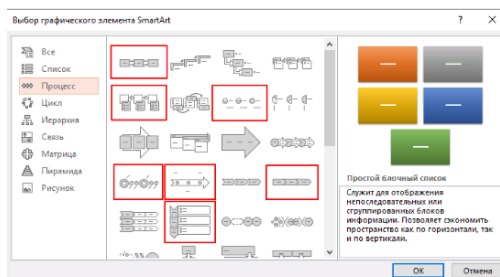 Выбор графического элемента SmartArt
? ×
Все
Список
Процесс
Цикл
Иерархия
Связь
Матрица
Пирамида
Рисунок
Простой блочный список
Служит для отображения
непоследовательных или
сгруппированных блоков
информации. Позволяет сэкономить
пространство как по горизонтали, так
и по вертикали.
ОК
Отмена